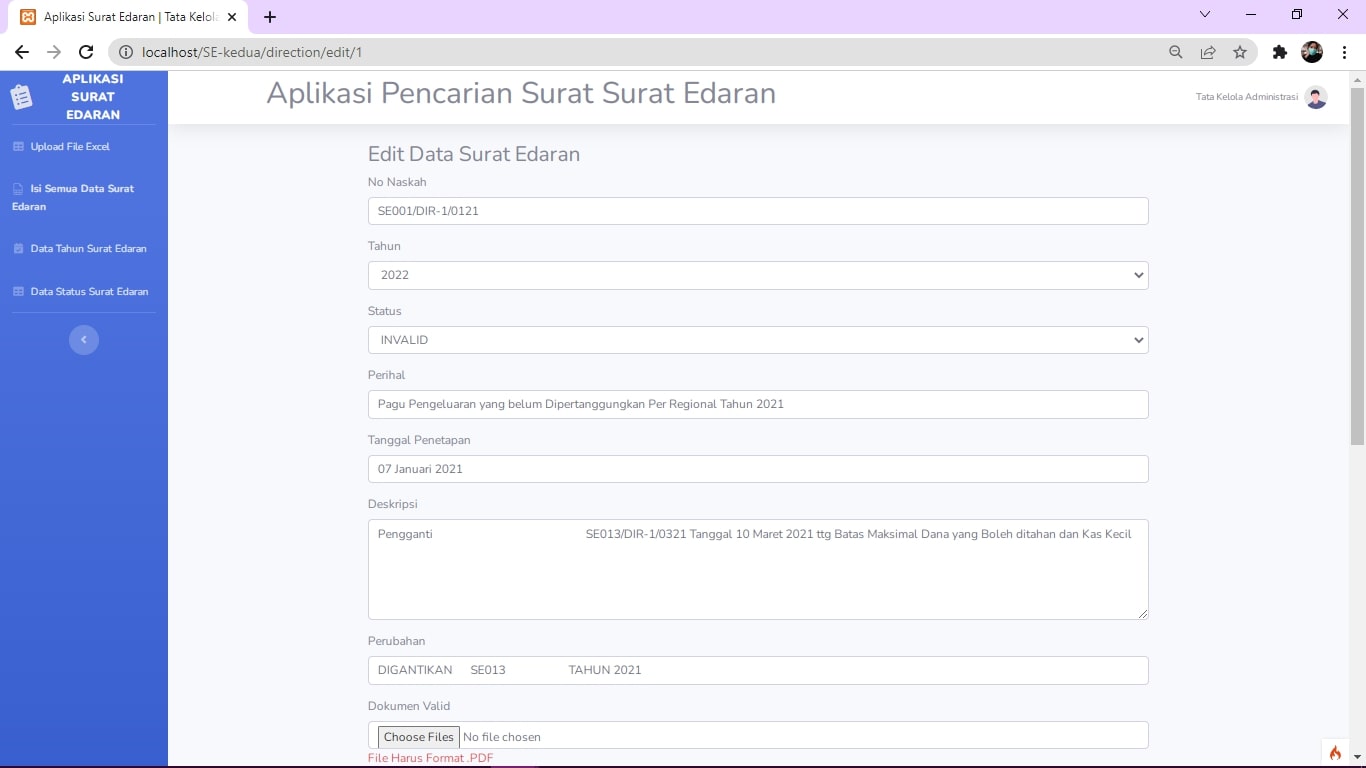 Aplikasi Surat Edaran | Tata Kelola
localhost/SE-kedua/direction/edit/1
APLIKASI
SURAT
EDARAN
Upload File Excel
Isi Semua Data Surat
Edaran
Data Tahun Surat Edaran
Data Status Surat Edaran
Aplikasi Pencarian Surat Surat Edaran
Tata Kelola Administrasi
Edit Data Surat Edaran
No Naskah
SE001/DIR-1/0121
Tahun
2022
Status
INVALID
Perihal
Pagu Pengeluaran yang belum Dipertanggungkan Per Regional Tahun 2021
Tanggal Penetapan
07 Januari 2021
Deskripsi
Pengganti SE013/DIR-1/0321 Tanggal 10 Maret 2021 ttg Batas Maksimal Dana yang Boleh ditahan dan Kas Kecil
Perubahan
DIGANTIKAN SE013 TAHUN 2021
Dokumen Valid
Choose Files No file chosen
File Harus Format .PDF